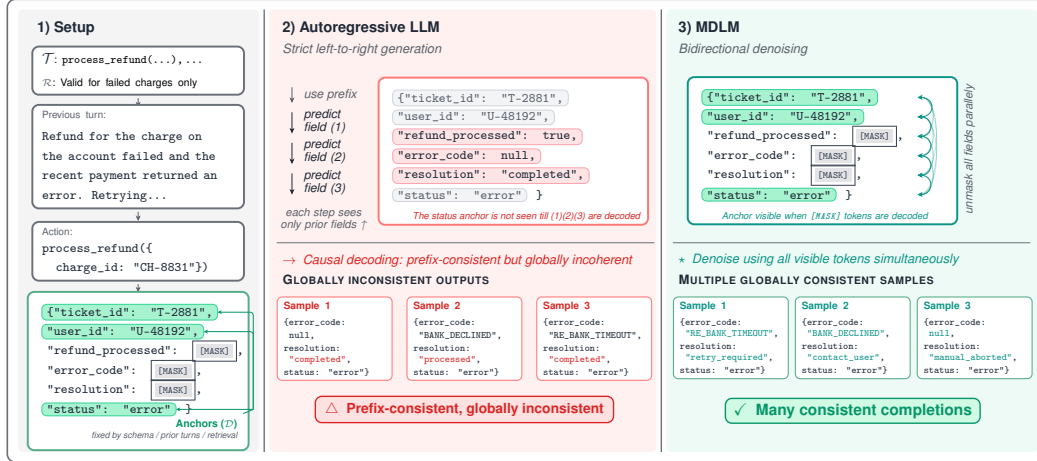 1) Setup
𝒯: process_refund(...), ...
ℛ: Valid for failed charges only
Previous turn:
Refund for the charge on
the account failed and the
recent payment returned an
error. Retrying...
Action:
process_refund({
charge_id: "CH-8831"})
{"ticket_id": "T-2881",
"user_id": "U-48192",
"refund_processed": [MASK],
"error_code": [MASK],
"resolution": [MASK],
"status": "error" }
Anchors (𝒟)
fixed by schema / prior turns / retrieval
2) Autoregressive LLM
Strict left-to-right generation
↓ use prefix
↓ predict
field (1)
↓ predict
field (2)
↓ predict
field (3)
each step sees
only prior fields ↑
{"ticket_id": "T-2881",
"user_id": "U-48192",
"refund_processed": true,
"error_code": null,
"resolution": "completed",
"status": "error" }
The status anchor is not seen till (1)(2)(3) are decoded
→ Causal decoding: prefix-consistent but globally incoherent
GLOBALLY INCONSISTENT OUTPUTS
Sample 1
{error_code:
null,
resolution:
"completed",
status: "error"}
Sample 2
{error_code:
"BANK_DECLINED",
resolution:
"processed",
status: "error"}
Sample 3
{error_code:
"RE_BANK_TIMEOUT",
resolution:
"completed",
status: "error"}
△ Prefix-consistent, globally inconsistent
3) MDLM
Bidirectional denoising
{"ticket_id": "T-2881",
"user_id": "U-48192",
"refund_processed": [MASK],
"error_code": [MASK],
"resolution": [MASK],
"status": "error" }
Anchor visible when [MASK] tokens are decoded
unmask all fields parallely
⋆ Denoise using all visible tokens simultaneously
MULTIPLE GLOBALLY CONSISTENT SAMPLES
Sample 1
{error_code:
"RE_BANK_TIMEOUT",
resolution:
"retry_required",
status: "error"}
Sample 2
{error_code:
"BANK_DECLINED",
resolution:
"contact_user",
status: "error"}
Sample 3
{error_code:
null,
resolution:
"manual_aborted",
status: "error"}
✓ Many consistent completions